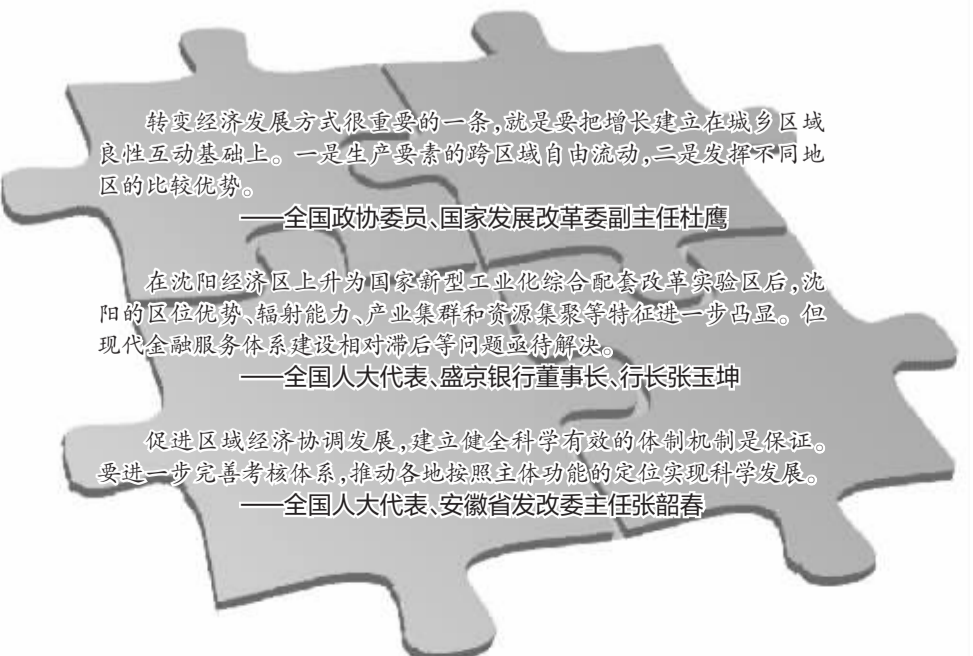 转变经济发展方式很重要的一条,就是要把增长建立在城乡区域
良性互动基础上。一是生产要素的跨区域自由流动,二是发挥不同地
区的比较优势。
——全国政协委员、国家发展改革委副主任杜鹰
在沈阳经济区上升为国家新型工业化综合配套改革实验区后,沈
阳的区位优势、辐射能力、产业集群和资源集聚等特征进一步凸显。但
现代金融服务体系建设相对滞后等问题亟待解决。
——全国人大代表、盛京银行董事长、行长张玉坤
促进区域经济协调发展,建立健全科学有效的体制机制是保证。
要进一步完善考核体系,推动各地按照主体功能的定位实现科学发展。
——全国人大代表、安徽省发改委主任张韶春